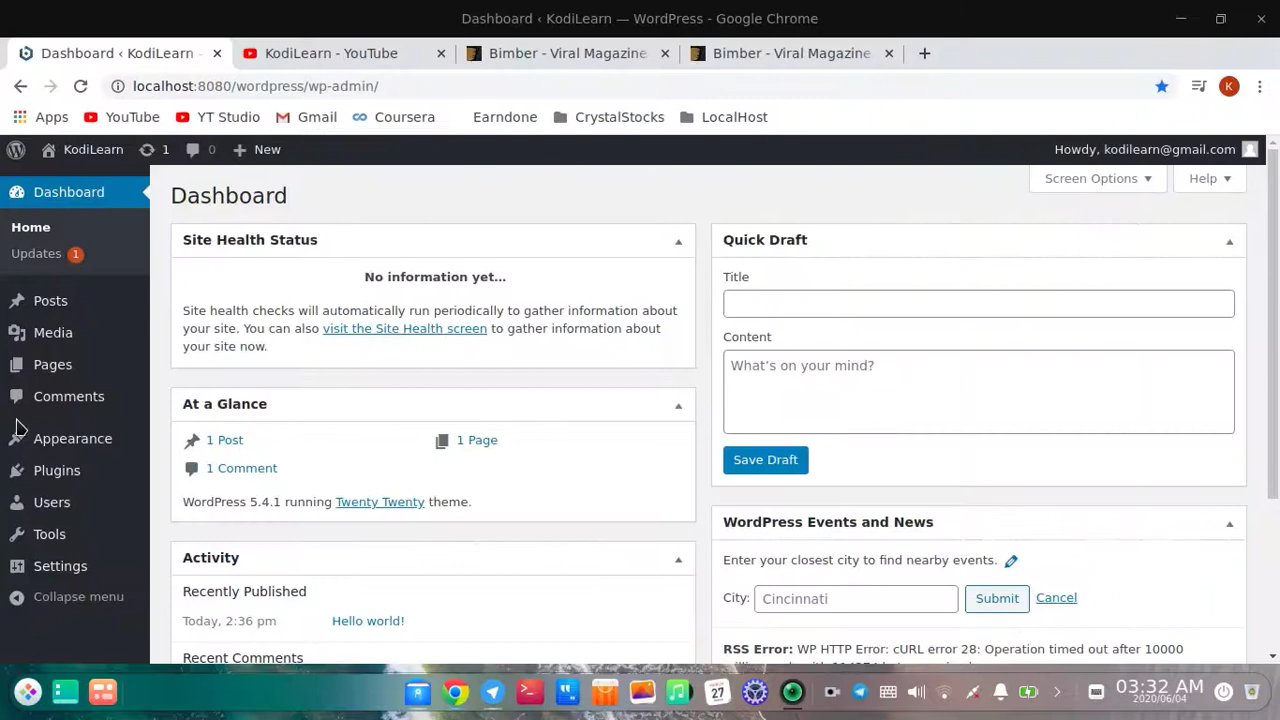 Dashboard ‹ KodiLearn — WordPress - Google Chrome
Dashboard ‹ KodiLearn -
KodiLearn - YouTube
Bimber - Viral Magazine
Bimber - Viral Magazine
localhost:8080/wordpress/wp-admin/
K
Apps YouTube YT Studio Gmail Coursera Earndone CrystalStocks LocalHost
KodiLearn 1 0 New
Howdy, kodilearn@gmail.com
Screen Options Help
Dashboard
Home
Updates 1
Posts
Media
Pages
Comments
Appearance
Plugins
Users
Tools
Settings
Collapse menu
Dashboard
Site Health Status
No information yet…
Site health checks will automatically run periodically to gather information about
your site. You can also visit the Site Health screen to gather information about
your site now.
At a Glance
1 Post
1 Page
1 Comment
WordPress 5.4.1 running Twenty Twenty theme.
Activity
Recently Published
Today, 2:36 pm Hello world!
Recent Comments
Quick Draft
Title
Content
What's on your mind?
Save Draft
WordPress Events and News
Enter your closest city to find nearby events.
City: Cincinnati Submit Cancel
RSS Error: WP HTTP Error: cURL error 28: Operation timed out after 10000
27
03:32 AM
2020/06/04